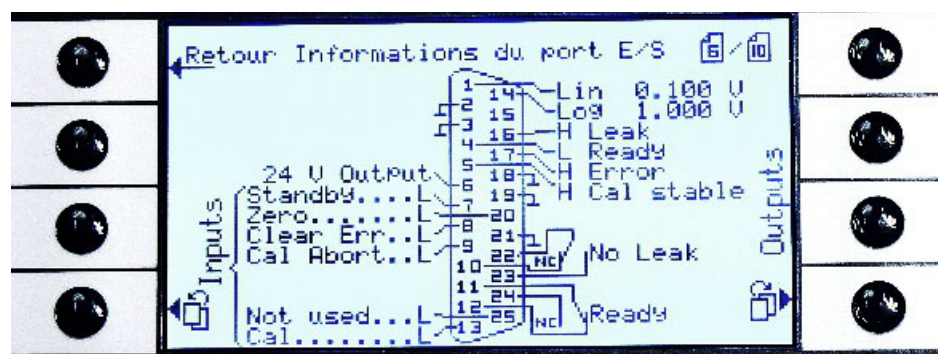 Retour Informations du port E/S 6/10
1 14 Lin 0.100 V
2 15 Log 1.000 V
3 16 H Leak
4 17 L Ready
5 18 H Error
24 V Output 6 19 H Cal stable
Standby....L 7 20
Zero.......L 8 21
Clear Err..L 9 22 NC No Leak
Cal Abort..L 10 23
11 24 NC Ready
Not used...L 12 25
Cal........L 13
Inputs
Outputs